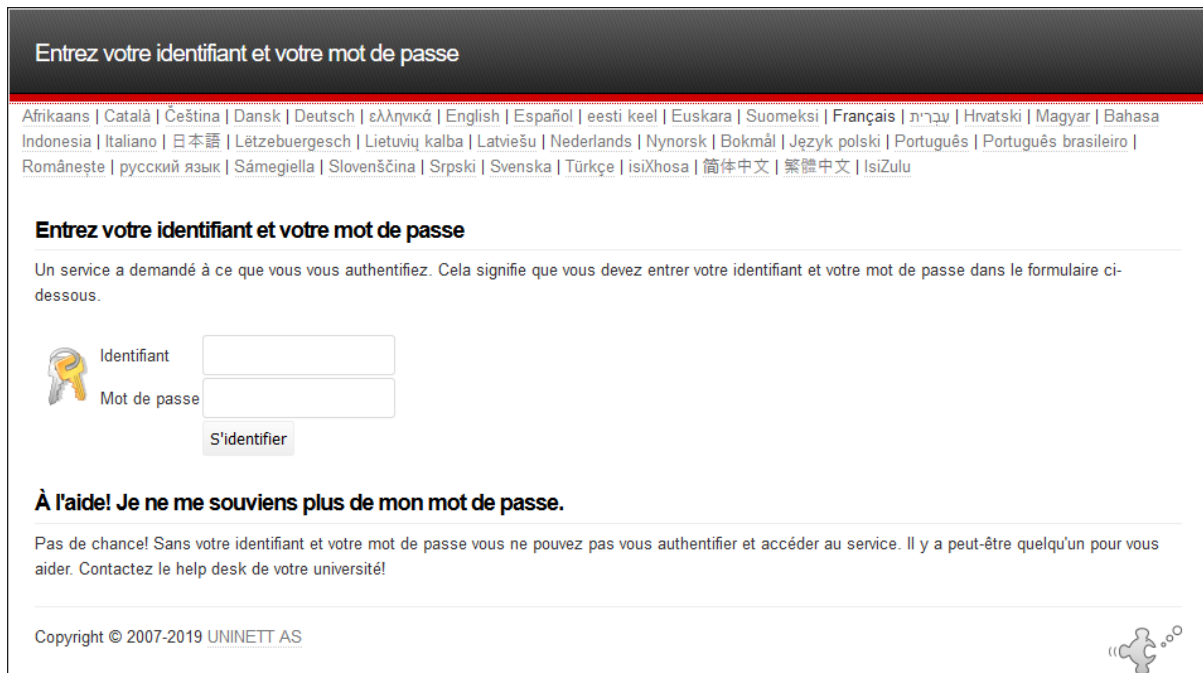 Entrez votre identifiant et votre mot de passe
Afrikaans | Català | Čeština | Dansk | Deutsch | ελληνικά | English | Español | eesti keel | Euskara | Suomeksi | Français | עִבְרִית | Hrvatski | Magyar | Bahasa
Indonesia | Italiano | 日本語 | Lëtzebuergesch | Lietuvių kalba | Latviešu | Nederlands | Nynorsk | Bokmål | Język polski | Português | Português brasileiro |
Românește | русский язык | Sámegiella | Slovenščina | Srpski | Svenska | Türkçe | isiXhosa | 简体中文 | 繁體中文 | IsiZulu
Entrez votre identifiant et votre mot de passe
Un service a demandé à ce que vous vous authentifiez. Cela signifie que vous devez entrer votre identifiant et votre mot de passe dans le formulaire ci-
dessous.
Identifiant
Mot de passe
S'identifier
À l'aide! Je ne me souviens plus de mon mot de passe.
Pas de chance! Sans votre identifiant et votre mot de passe vous ne pouvez pas vous authentifier et accéder au service. Il y a peut-être quelqu'un pour vous
aider. Contactez le help desk de votre université!
Copyright © 2007-2019 UNINETT AS